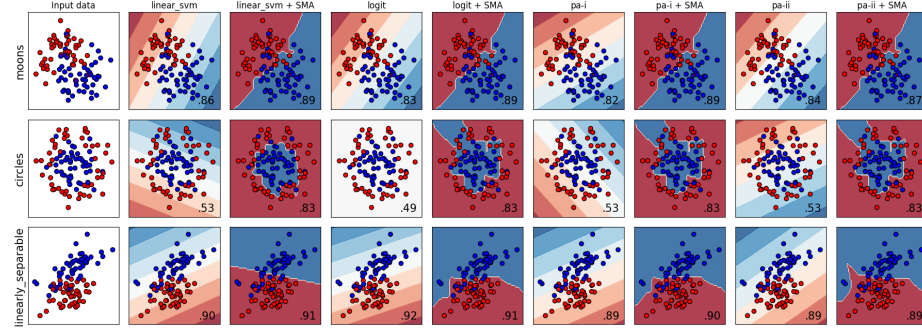 Input data linear_svm linear_svm + SMA logit logit + SMA pa-i pa-i + SMA pa-ii pa-ii + SMA
moons
.86 .89 .83 .89 .82 .89 .84 .87
circles
.53 .83 .49 .83 .53 .83 .53 .83
linearly_separable
.90 .91 .92 .91 .89 .90 .89 .89